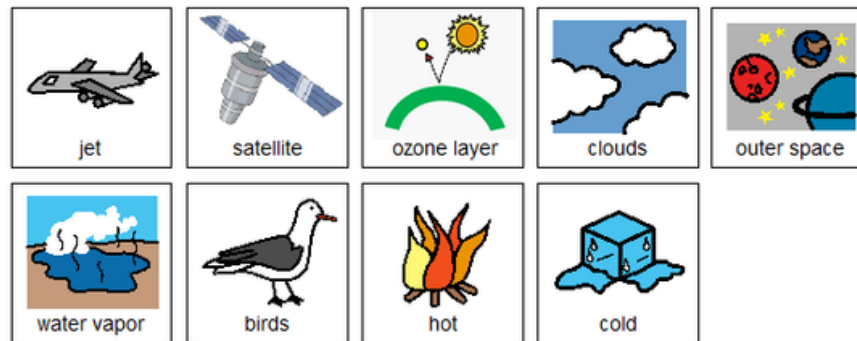 jet
satellite
ozone layer
clouds
outer space
water vapor
birds
hot
cold